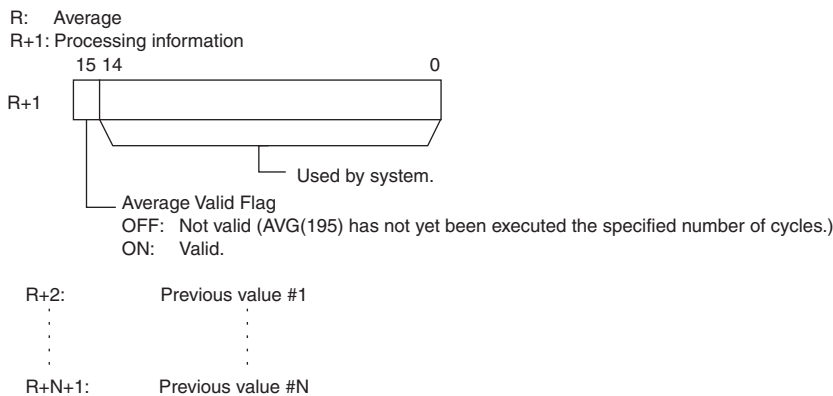 R: Average
R+1: Processing information
15 14 0
R+1
Used by system.
Average Valid Flag
OFF: Not valid (AVG(195) has not yet been executed the specified number of cycles.)
ON: Valid.
R+2: Previous value #1
R+N+1: Previous value #N